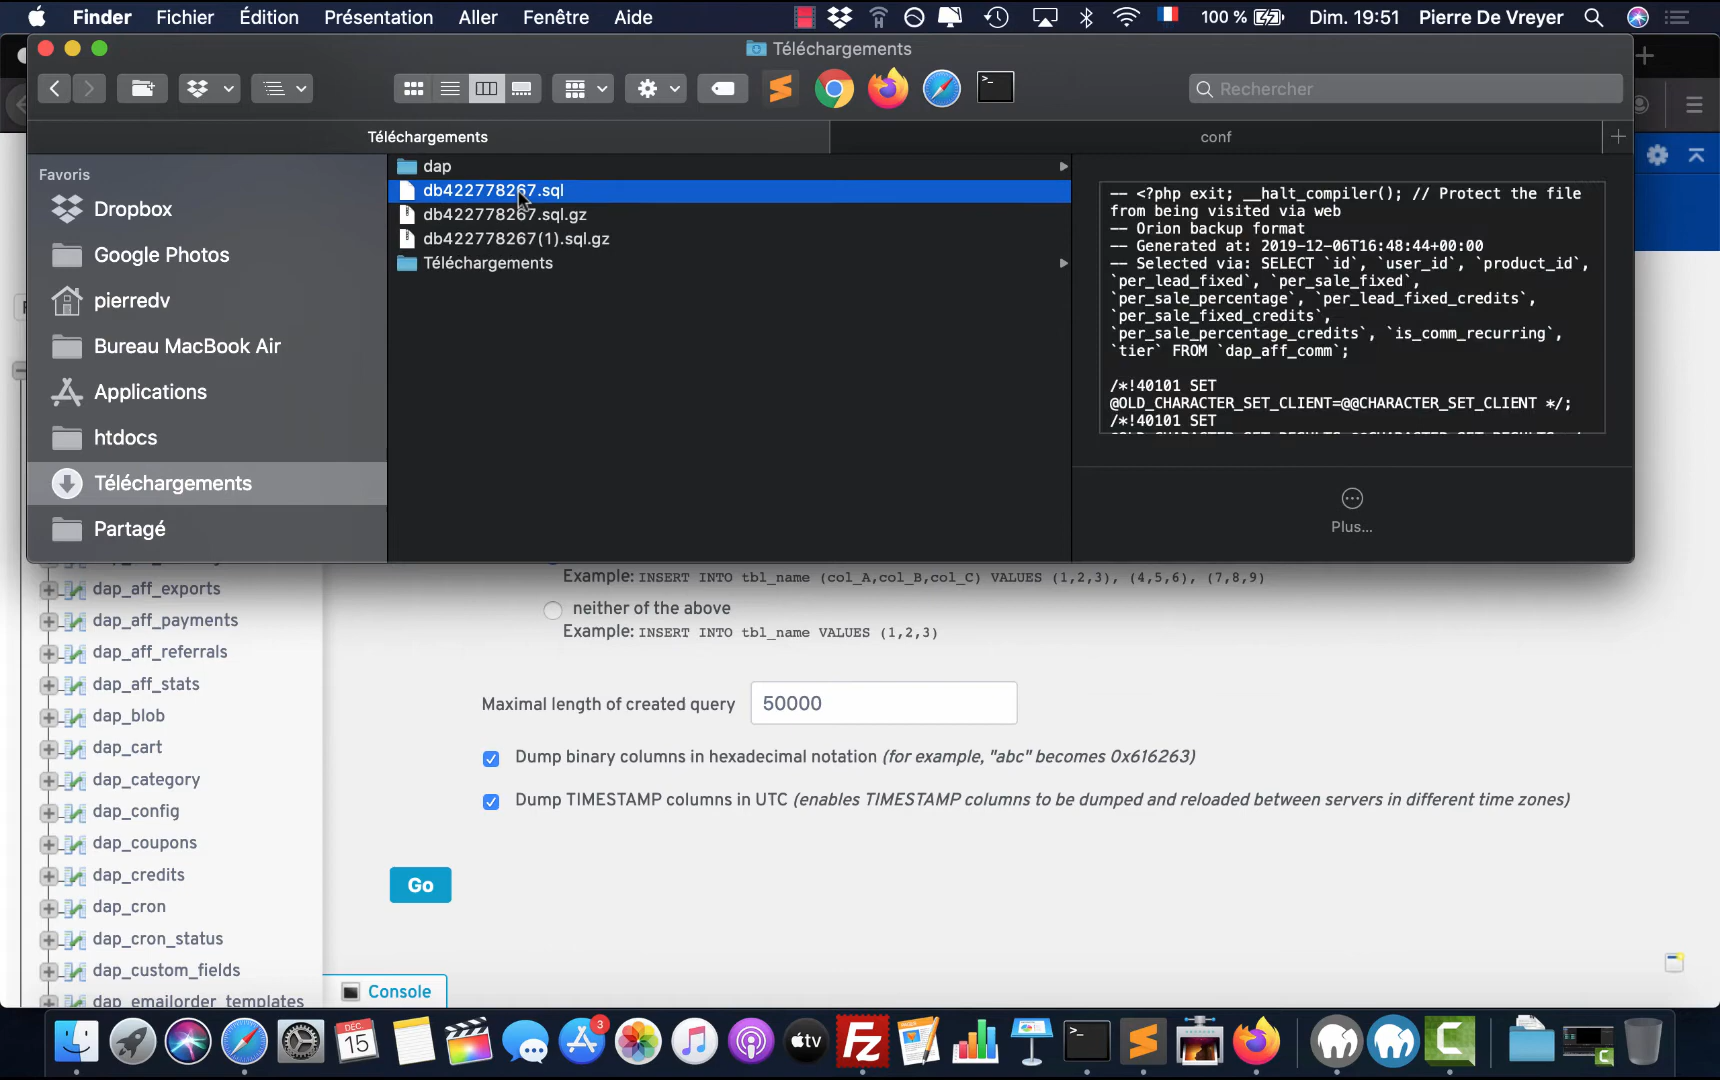 Finder Fichier Édition Présentation Aller Fenêtre Aide 100 % Dim. 19:51 Pierre De Vreyer
Téléchargements
Rechercher
Téléchargements conf
Favoris
Dropbox
Google Photos
pierredv
Bureau MacBook Air
Applications
htdocs
Téléchargements
Partagé
dap
db422778267.sql
db422778267.sql.gz
db422778267(1).sql.gz
Téléchargements
-- <?php exit; __halt_compiler(); // Protect the file
from being visited via web
-- Orion backup format
-- Generated at: 2019-12-06T16:48:44+00:00
-- Selected via: SELECT `id`, `user_id`, `product_id`,
`per_lead_fixed`, `per_sale_fixed`,
`per_sale_percentage`, `per_lead_fixed_credits`,
`per_sale_fixed_credits`,
`per_sale_percentage_credits`, `is_comm_recurring`,
`tier` FROM `dap_aff_comm`;
/*!40101 SET
@OLD_CHARACTER_SET_CLIENT=@@CHARACTER_SET_CLIENT */;
/*!40101 SET
Plus...
dap_aff_exports
dap_aff_payments
dap_aff_referrals
dap_aff_stats
dap_blob
dap_cart
dap_category
dap_config
dap_coupons
dap_credits
dap_cron
dap_cron_status
dap_custom_fields
dap_emailorder_templates
Example: INSERT INTO tbl_name (col_A,col_B,col_C) VALUES (1,2,3), (4,5,6), (7,8,9)
neither of the above
Example: INSERT INTO tbl_name VALUES (1,2,3)
Maximal length of created query 50000
Dump binary columns in hexadecimal notation (for example, "abc" becomes 0x616263)
Dump TIMESTAMP columns in UTC (enables TIMESTAMP columns to be dumped and reloaded between servers in different time zones)
Go
Console
DÉC.
15
3
tv